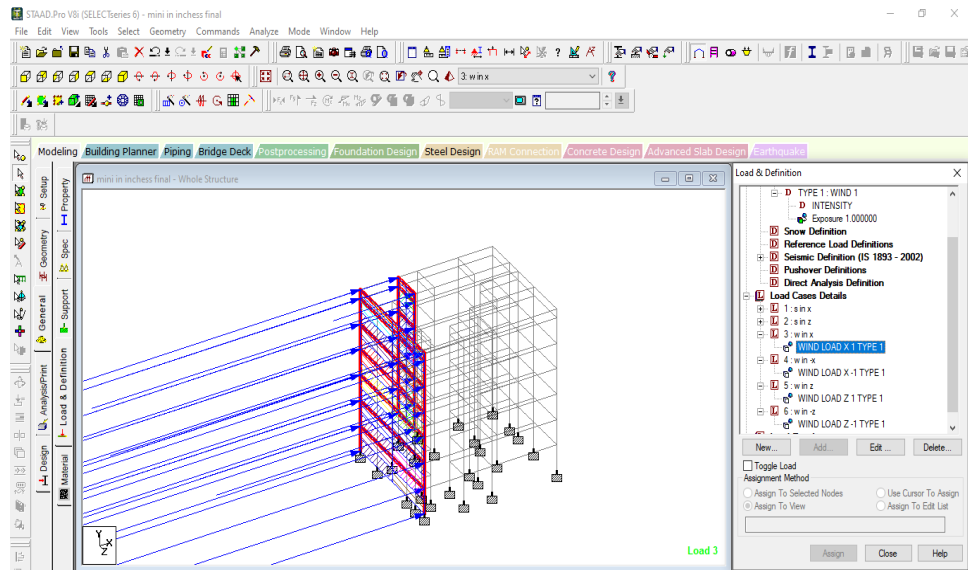 STAAD.Pro V8i (SELECTseries 6) - mini in inchess final
File Edit View Tools Select Geometry Commands Analyze Mode Window Help
3: win x
Modeling Building Planner Piping Bridge Deck Postprocessing Foundation Design Steel Design RAM Connection Concrete Design Advanced Slab Design Earthquake
Setup
Geometry
General
Analysis/Print
Design
Property
Spec
Support
Load & Definition
Material
mini in inchess final - Whole Structure
Y
X
Z
Load 3
Load & Definition
D TYPE 1 : WIND 1
D INTENSITY
Exposure 1.000000
D Snow Definition
D Reference Load Definitions
D Seismic Definition (IS 1893 - 2002)
D Pushover Definitions
D Direct Analysis Definition
L Load Cases Details
L 1 : sin x
L 2 : sin z
L 3 : win x
WIND LOAD X 1 TYPE 1
L 4 : win -x
WIND LOAD X -1 TYPE 1
L 5 : win z
WIND LOAD Z 1 TYPE 1
L 6 : win -z
WIND LOAD Z -1 TYPE 1
New... Add... Edit ... Delete...
Toggle Load
Assignment Method
Assign To Selected Nodes Use Cursor To Assign
Assign To View Assign To Edit List
Assign Close Help